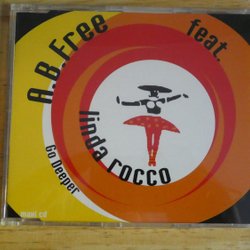 A.B.Free
feat.
linda rocco
Go Deeper
maxi cd